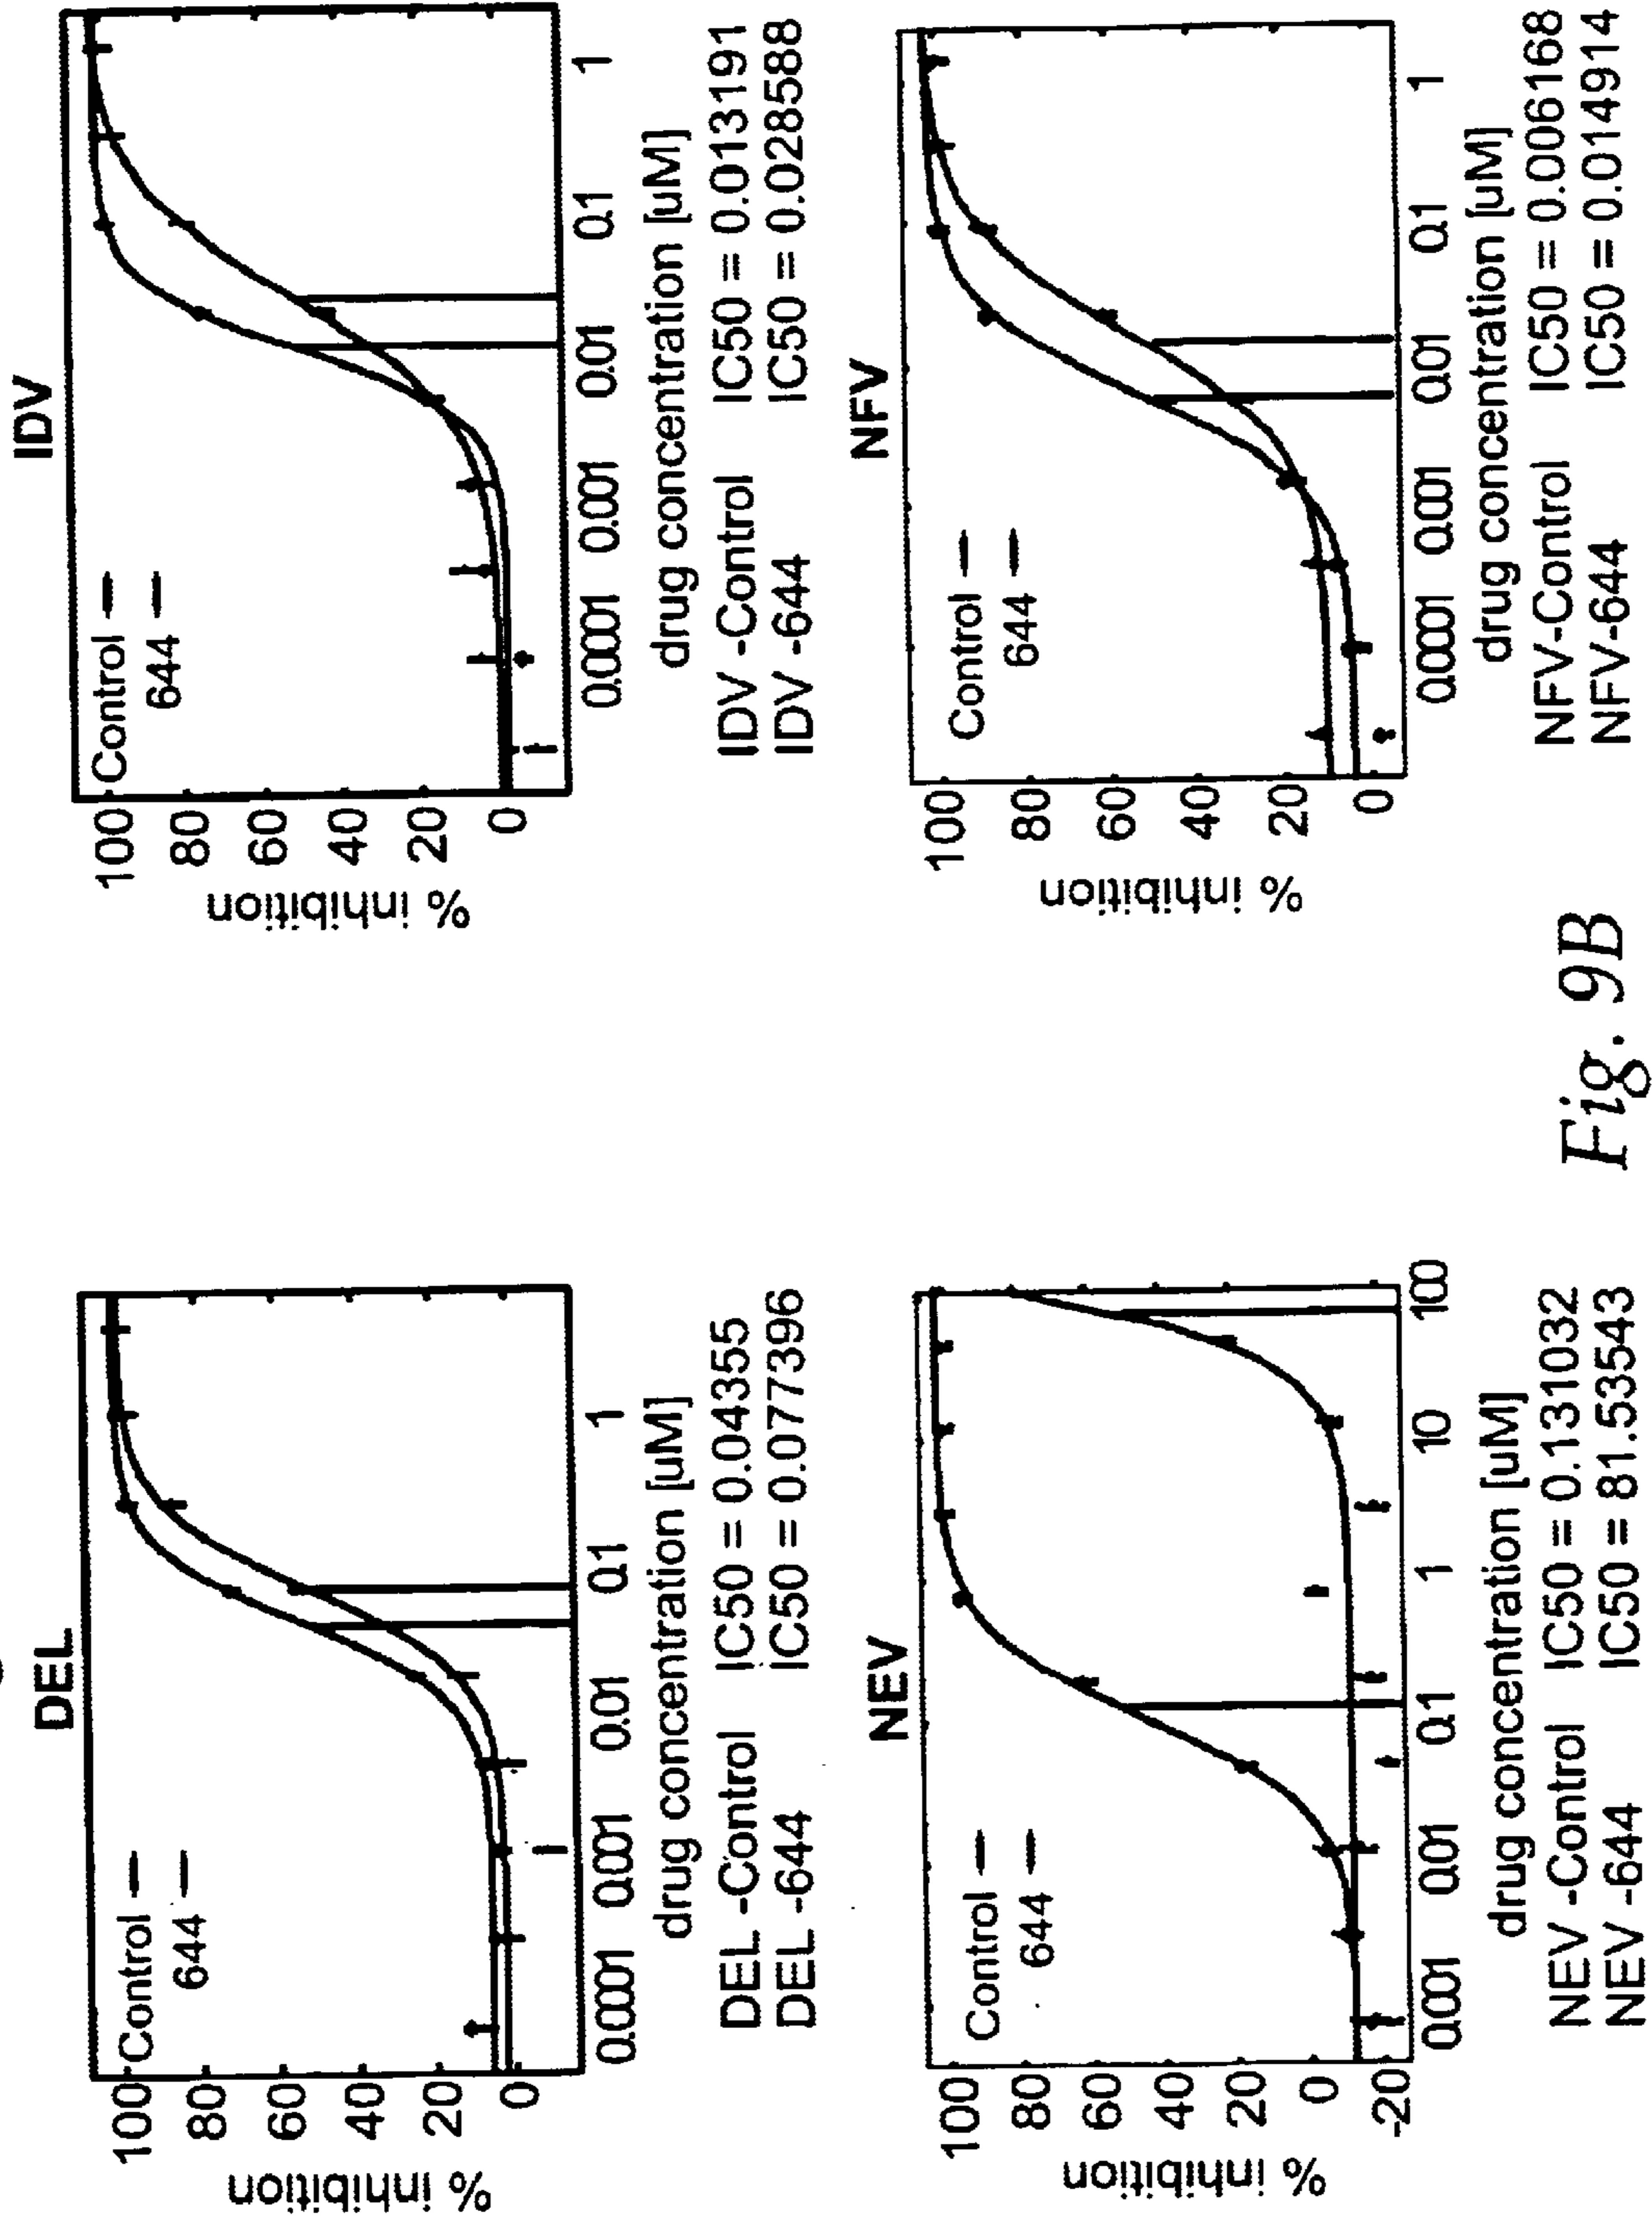 DEL
Control
644
100
80
60
40
20
0
% inhibition
0.0001 0.001 0.01 0.1 1
drug concentration [uM]
DEL -Control IC50 = 0.04355
DEL -644 IC50 = 0.077396
IDV
Control
644
100
80
60
40
20
0
% inhibition
0.0001 0.001 0.01 0.1 1
drug concentration [uM]
IDV -Control IC50 = 0.013191
IDV -644 IC50 = 0.028588
NEV
Control
644
100
80
60
40
20
0
-20
% inhibition
0.001 0.01 0.1 1 10 100
drug concentration [uM]
NEV -Control IC50 = 0.131032
NEV -644 IC50 = 81.53543
NFV
Control
644
100
80
60
40
20
0
% inhibition
0.0001 0.001 0.01 0.1 1
drug concentration [uM]
NFV-Control IC50 = 0.006168
NFV-644 IC50 = 0.014914
Fig. 9B